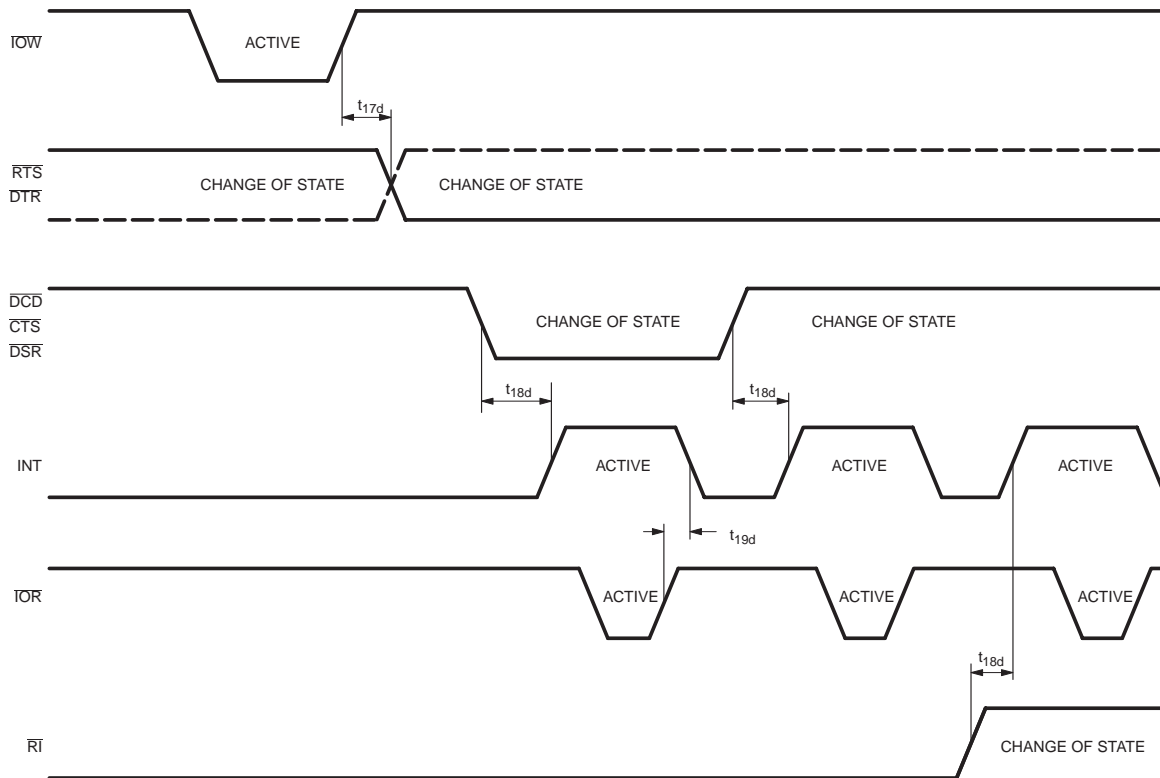 IOW
ACTIVE
t17d
RTS
DTR
CHANGE OF STATE CHANGE OF STATE
DCD
CTS
DSR
CHANGE OF STATE CHANGE OF STATE
t18d t18d
INT
ACTIVE ACTIVE ACTIVE
t19d
IOR
ACTIVE ACTIVE ACTIVE
t18d
RI
CHANGE OF STATE